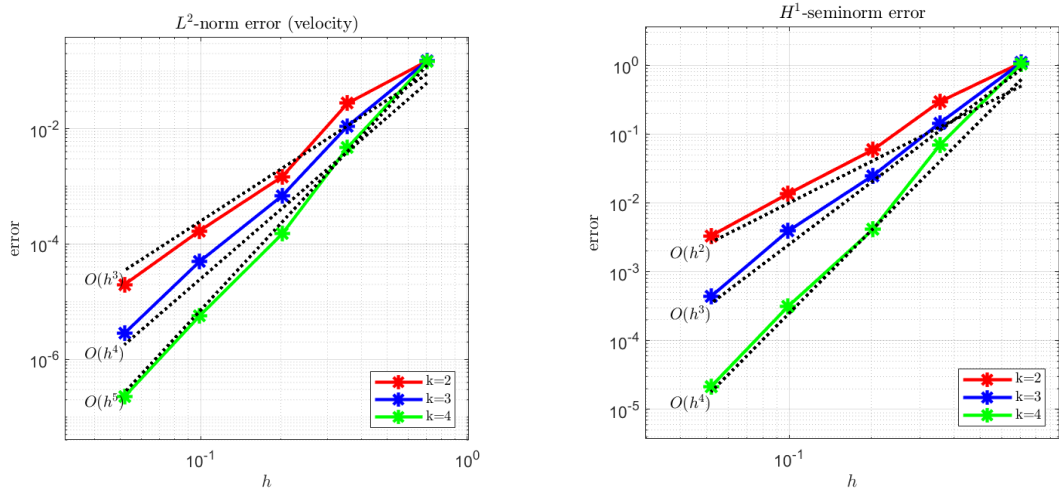 L²-norm error (velocity)
error
10⁻²
10⁻⁴
10⁻⁶
O(h³)
O(h⁴)
O(h⁵)
k=2
k=3
k=4
10⁻¹
10⁰
h
H¹-seminorm error
error
10⁰
10⁻¹
10⁻²
10⁻³
10⁻⁴
10⁻⁵
O(h²)
O(h³)
O(h⁴)
k=2
k=3
k=4
10⁻¹
h